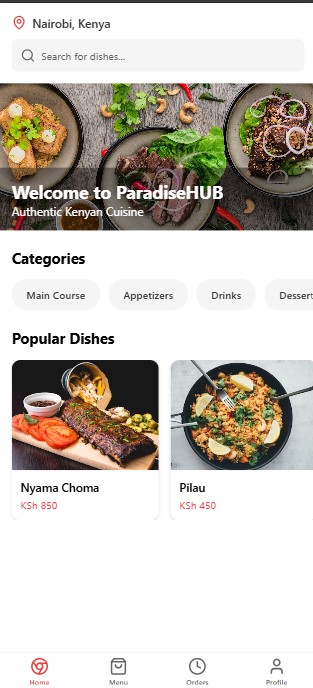 Nairobi, Kenya
Search for dishes...
Welcome to ParadiseHUB
Authentic Kenyan Cuisine
Categories
Main Course Appetizers Drinks Dessert
Popular Dishes
Nyama Choma Pilau
KSh 850 KSh 450
Home Menu Orders Profile